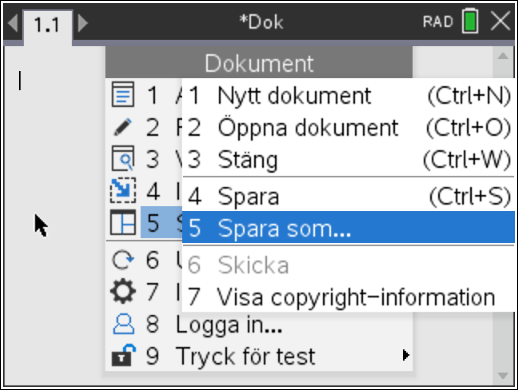 1.1
*Dok
RAD
Dokument
1
2
3
4
5
6
7
8 Logga in...
9 Tryck för test
1 Nytt dokument (Ctrl+N)
2 Öppna dokument (Ctrl+O)
3 Stäng (Ctrl+W)
4 Spara (Ctrl+S)
5 Spara som...
6 Skicka
7 Visa copyright-information